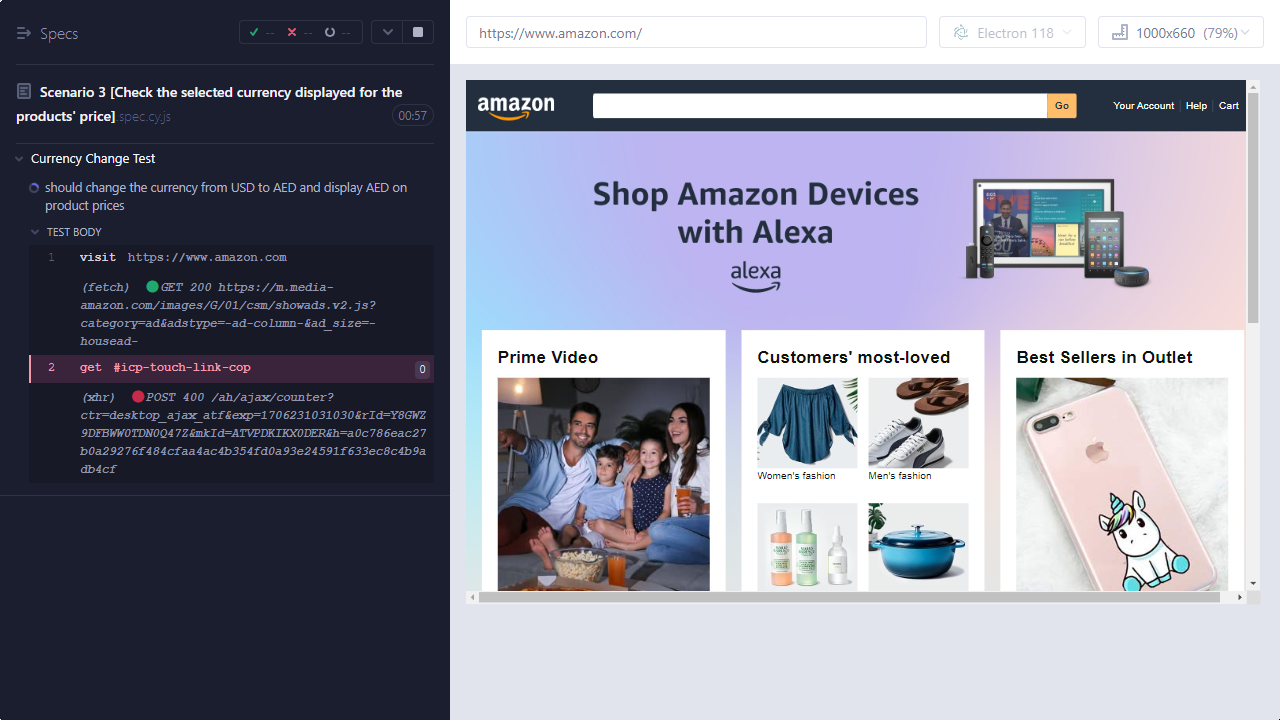 Specs
--
--
--
https://www.amazon.com/
Electron 118
1000x660 (79%)
Scenario 3 [Check the selected currency displayed for the
products' price].spec.cy.js
00:57
Currency Change Test
should change the currency from USD to AED and display AED on
product prices
TEST BODY
1 visit https://www.amazon.com
(fetch) GET 200 https://m.media-
amazon.com/images/G/01/csm/showads.v2.js?
category=ad&adstype=-ad-column-&ad_size=-
housead-
2 get #icp-touch-link-cop 0
(xhr) POST 400 /ah/ajax/counter?
ctr=desktop_ajax_atf&exp=1706231031030&rId=Y8GWZ
9DFBWW0TDN0Q47Z&mkId=ATVPDKIKX0DER&h=a0c786eac27
b0a29276f484cfaa4ac4b354fd0a93e24591f633ec8c4b9a
db4cf
amazon
Go
Your Account
Help
Cart
Shop Amazon Devices
with Alexa
alexa
Prime Video
Customers' most-loved
Best Sellers in Outlet
Women's fashion
Men's fashion